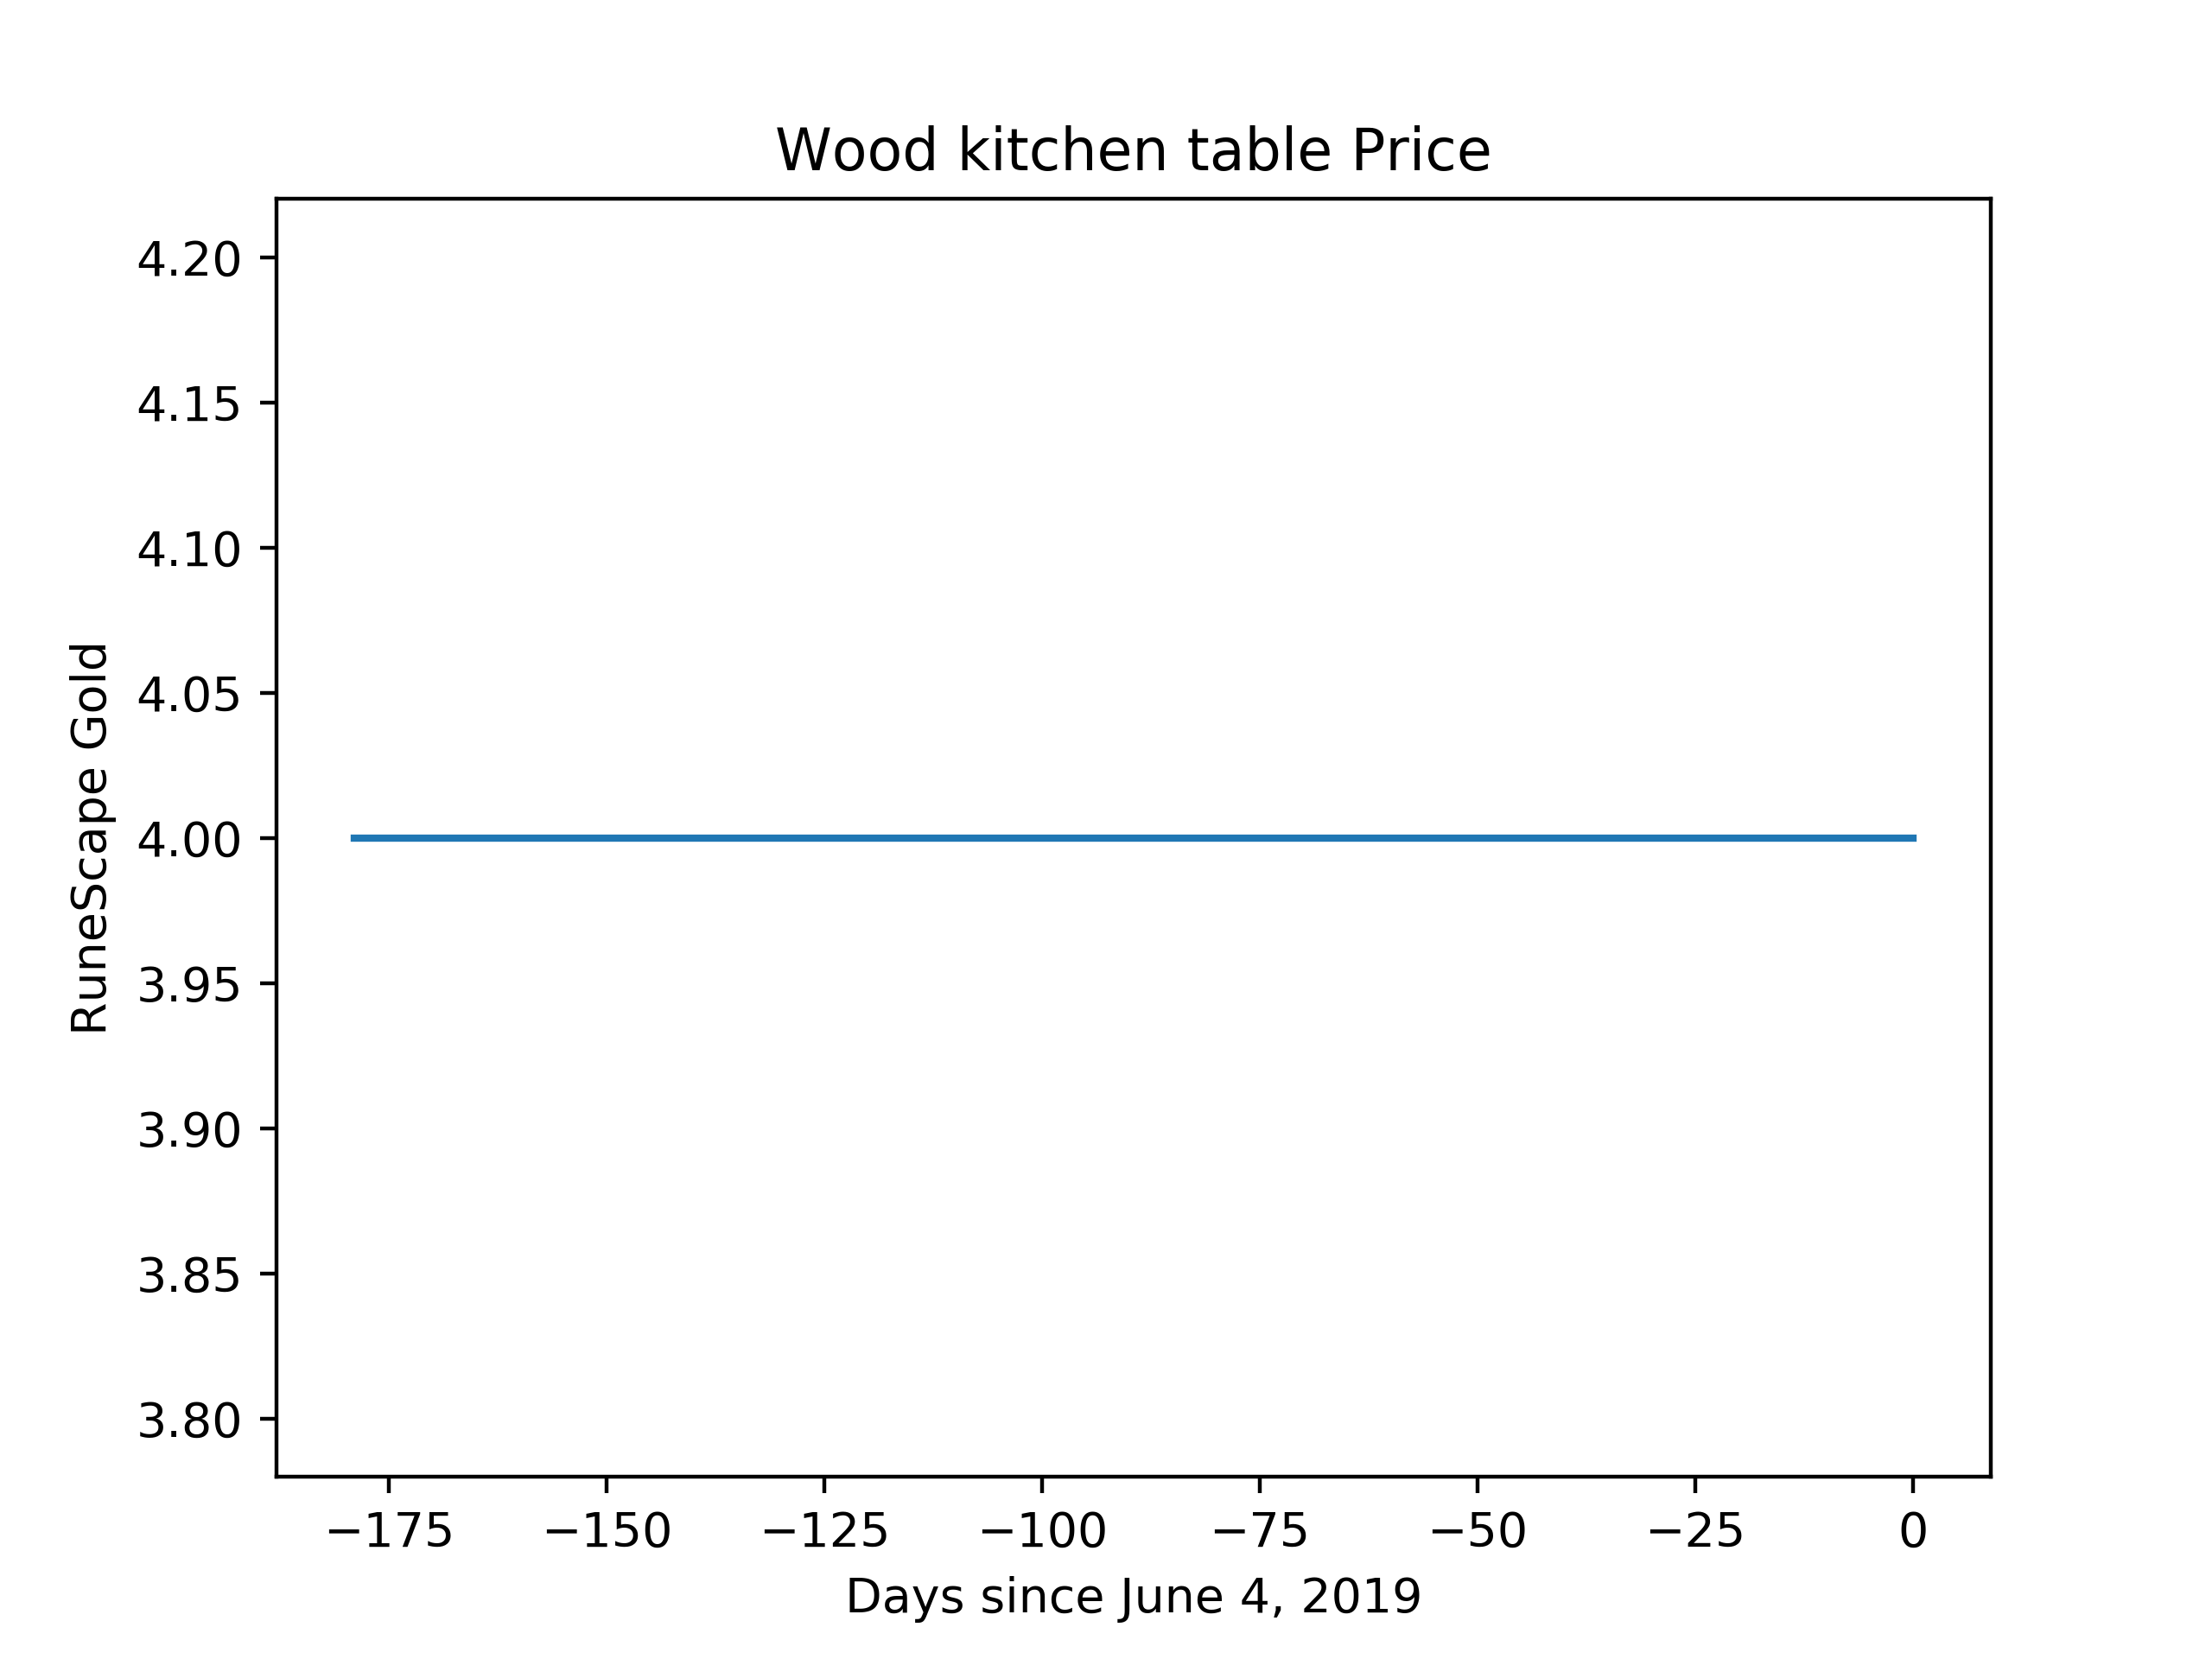 Wood kitchen table Price
4.20
4.15
4.10
4.05
4.00
3.95
3.90
3.85
3.80
RuneScape Gold
−175 −150 −125 −100 −75 −50 −25 0
Days since June 4, 2019